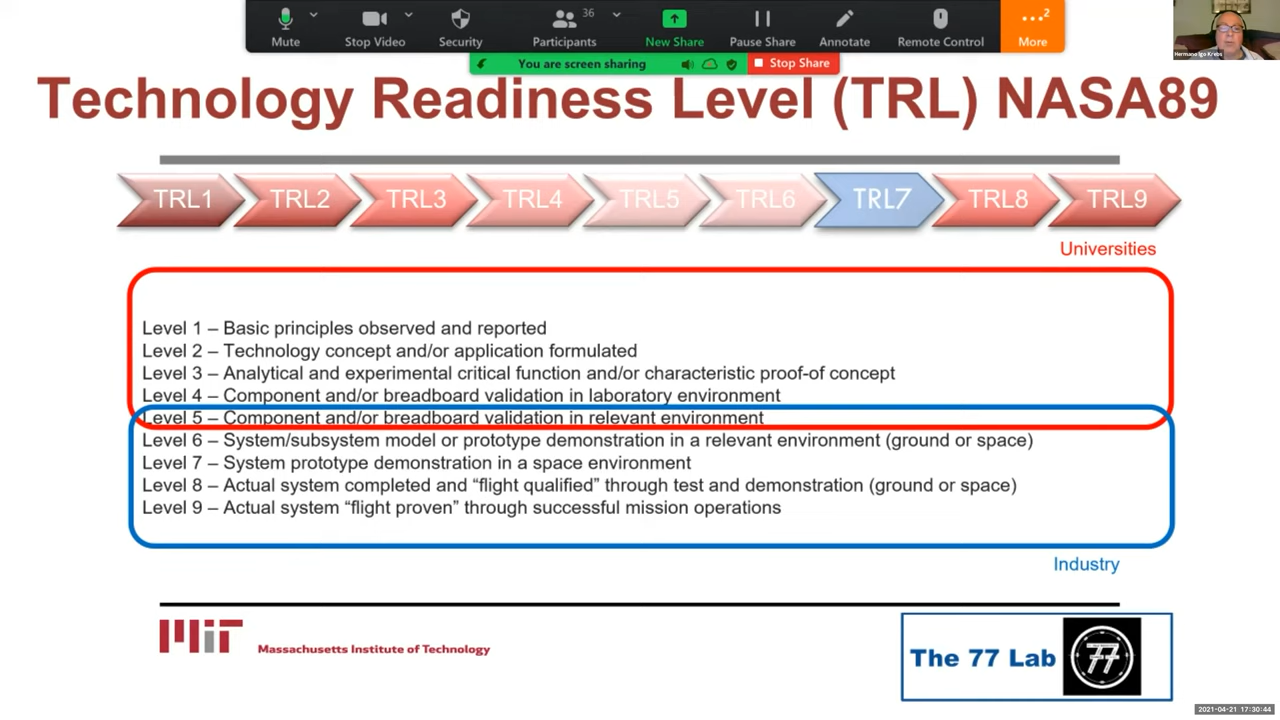 36
2
Mute
Stop Video
Security
Participants
New Share
Pause Share
Annotate
Remote Control
More
You are screen sharing
Stop Share
Hermano Igo Krebs
Technology Readiness Level (TRL) NASA89
TRL1
TRL2
TRL3
TRL4
TRL5
TRL6
TRL7
TRL8
TRL9
Universities
Level 1 – Basic principles observed and reported
Level 2 – Technology concept and/or application formulated
Level 3 – Analytical and experimental critical function and/or characteristic proof-of concept
Level 4 – Component and/or breadboard validation in laboratory environment
Level 5 – Component and/or breadboard validation in relevant environment
Level 6 – System/subsystem model or prototype demonstration in a relevant environment (ground or space)
Level 7 – System prototype demonstration in a space environment
Level 8 – Actual system completed and “flight qualified” through test and demonstration (ground or space)
Level 9 – Actual system “flight proven” through successful mission operations
Industry
MIT
Massachusetts Institute of Technology
The 77 Lab
77
2021-04-21 17:30:44